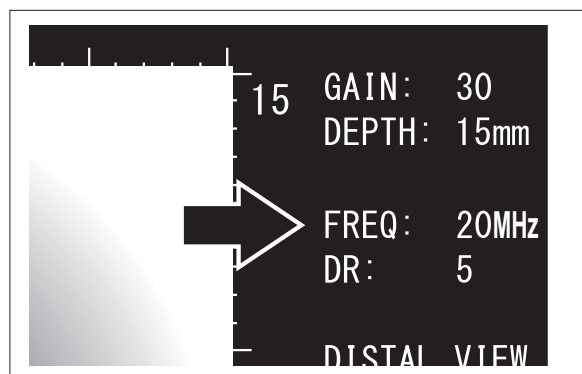 15
GAIN: 30
DEPTH: 15mm
FREQ: 20MHz
DR: 5
DISTAL VIEW